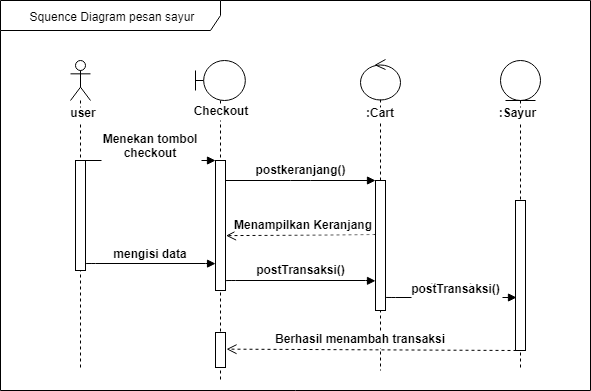 Squence Diagram pesan sayur
user
Checkout
:Cart
:Sayur
Menekan tombol
checkout
postkeranjang()
Menampilkan Keranjang
mengisi data
postTransaksi()
postTransaksi()
Berhasil menambah transaksi